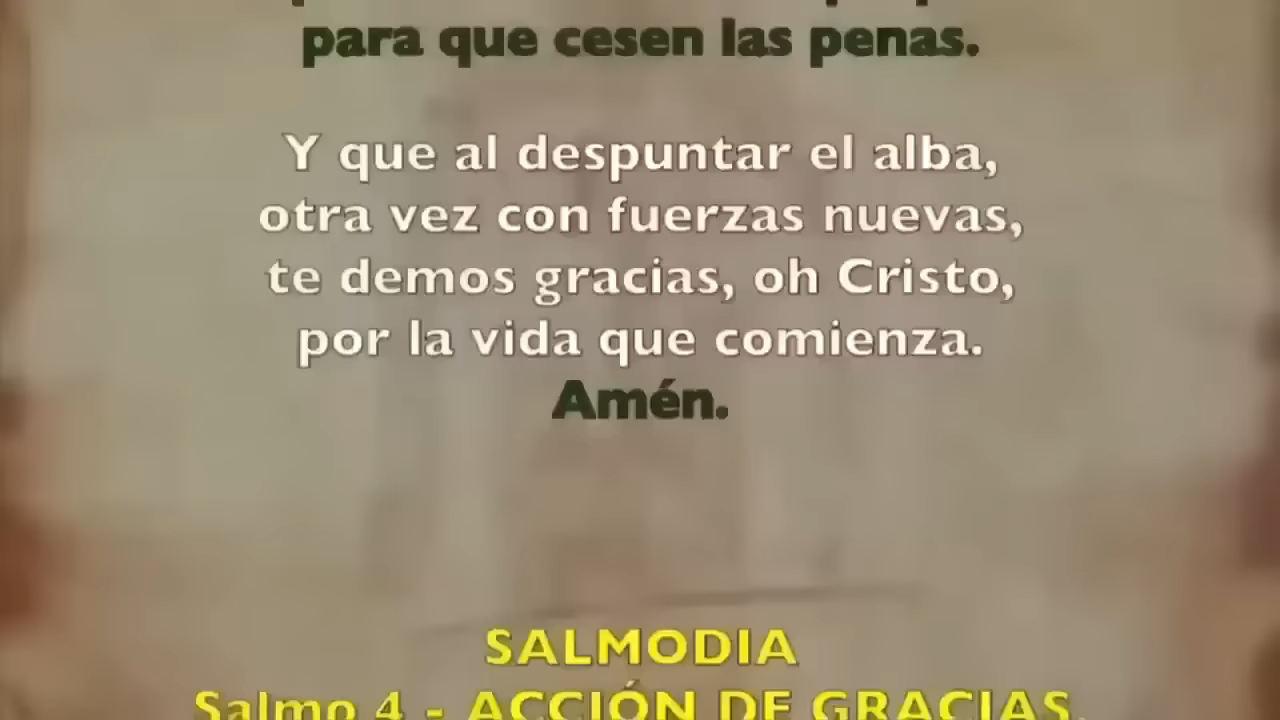 para que cesen las penas.
Y que al despuntar el alba,
otra vez con fuerzas nuevas,
te demos gracias, oh Cristo,
por la vida que comienza.
Amén.
SALMODIA
Salmo 4 - ACCIÓN DE GRACIAS.